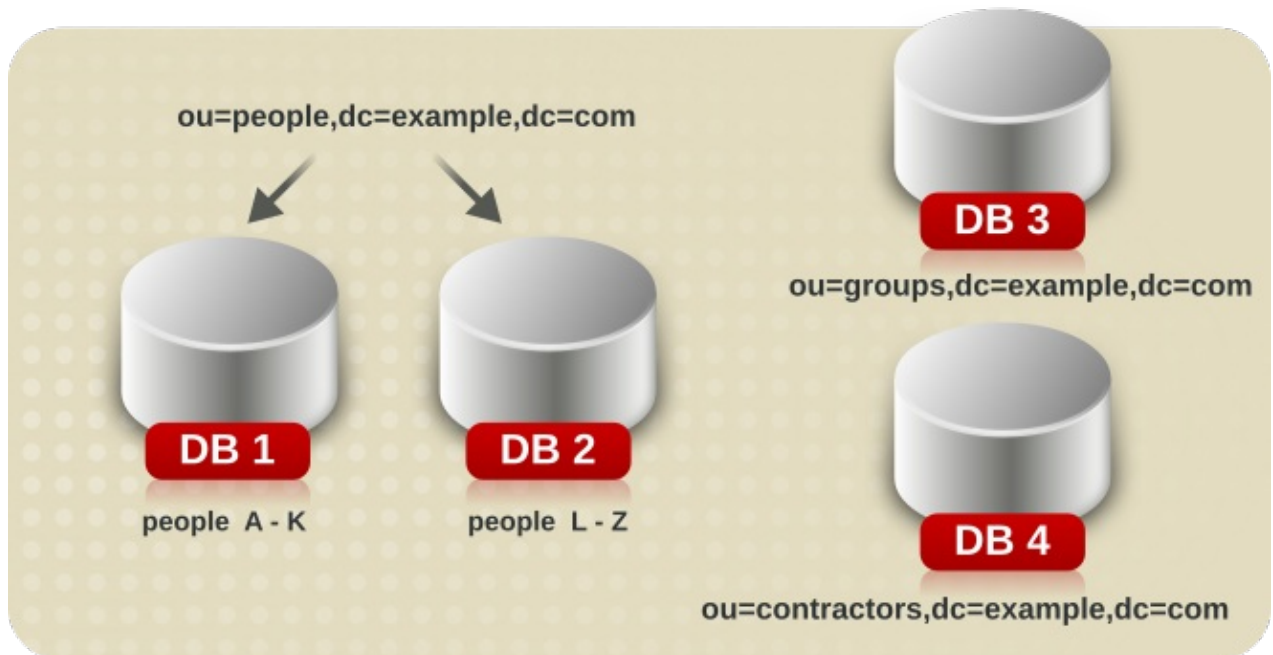 ou=people,dc=example,dc=com
DB 1
people A - K
DB 2
people L - Z
DB 3
ou=groups,dc=example,dc=com
DB 4
ou=contractors,dc=example,dc=com